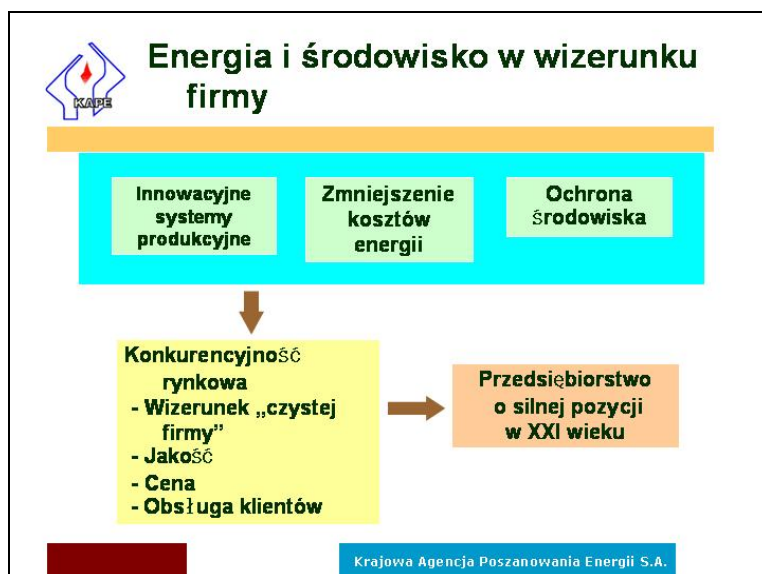 Energia i środowisko w wizerunku
firmy
KAPE
Innowacyjne
systemy
produkcyjne
Zmniejszenie
kosztów
energii
Ochrona
środowiska
Konkurencyjność
rynkowa
- Wizerunek „czystej
firmy”
- Jakość
- Cena
- Obsługa klientów
Przedsiębiorstwo
o silnej pozycji
w XXI wieku
Krajowa Agencja Poszanowania Energii S.A.